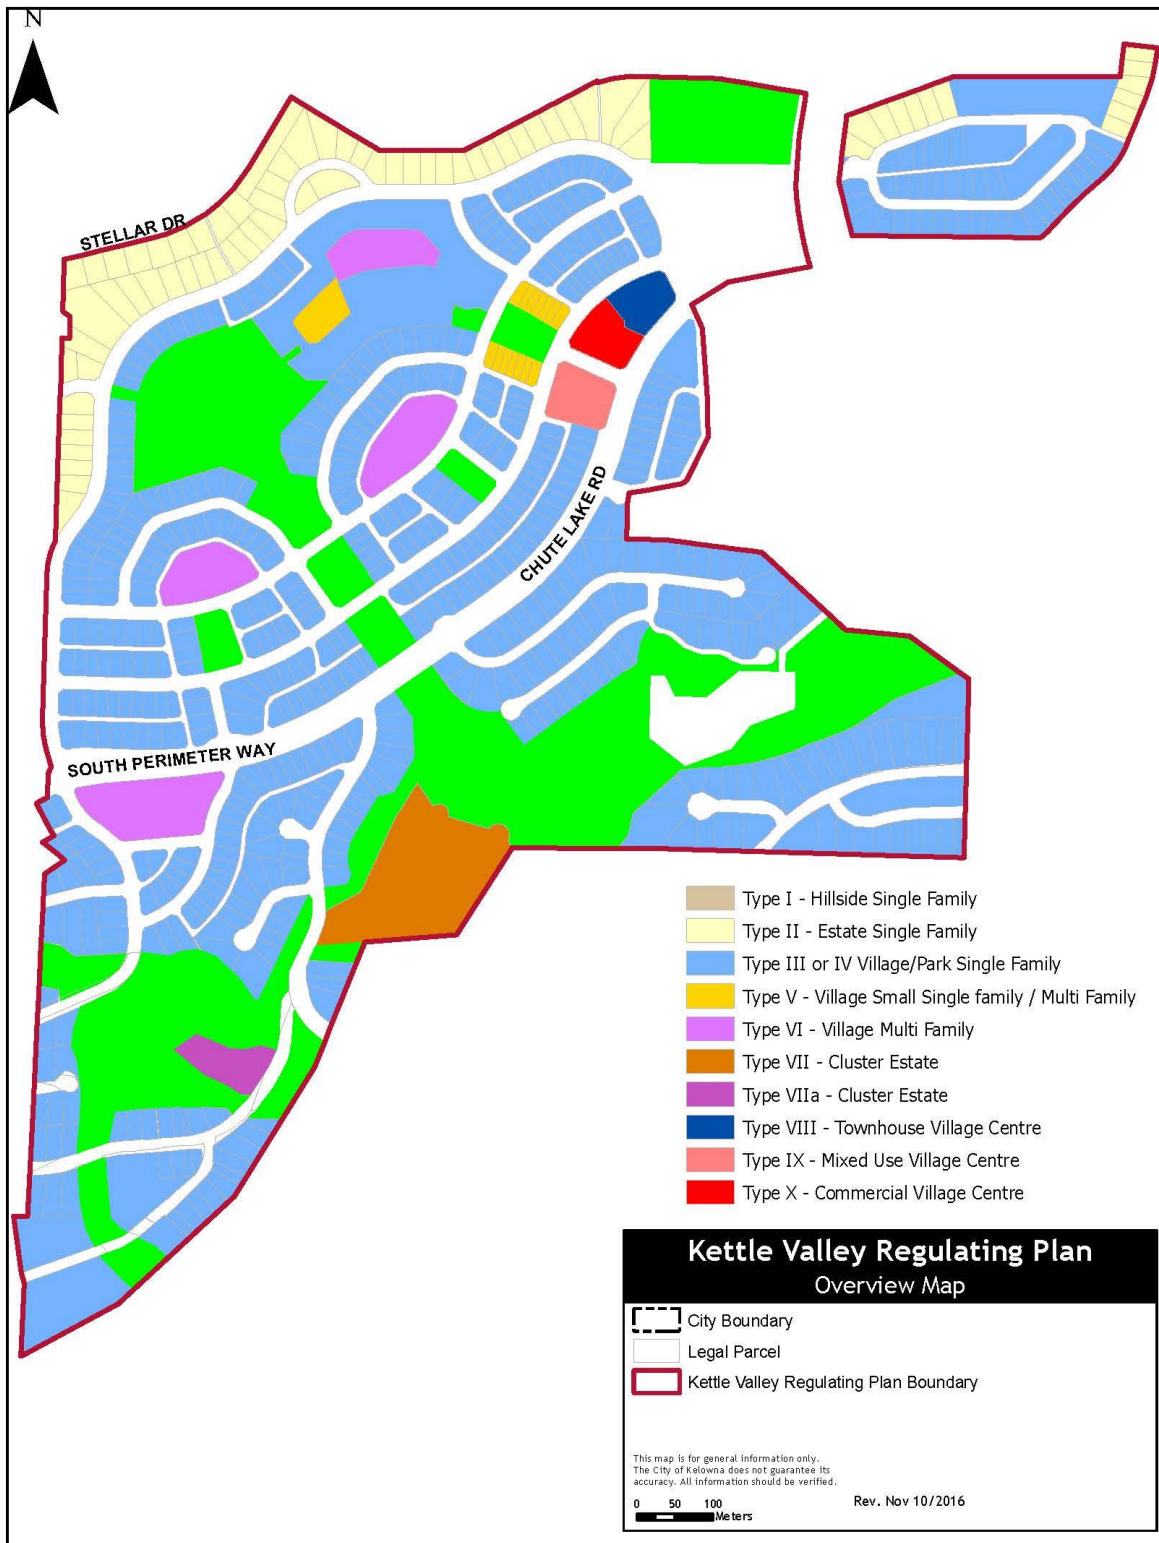 N
STELLAR DR
CHUTE LAKE RD
SOUTH PERIMETER WAY
Type I - Hillside Single Family
Type II - Estate Single Family
Type III or IV Village/Park Single Family
Type V - Village Small Single family / Multi Family
Type VI - Village Multi Family
Type VII - Cluster Estate
Type VIIa - Cluster Estate
Type VIII - Townhouse Village Centre
Type IX - Mixed Use Village Centre
Type X - Commercial Village Centre
Kettle Valley Regulating Plan
Overview Map
City Boundary
Legal Parcel
Kettle Valley Regulating Plan Boundary
This map is for general information only.
The City of Kelowna does not guarantee its
accuracy. All information should be verified.
0 50 100
Meters
Rev. Nov 10/2016